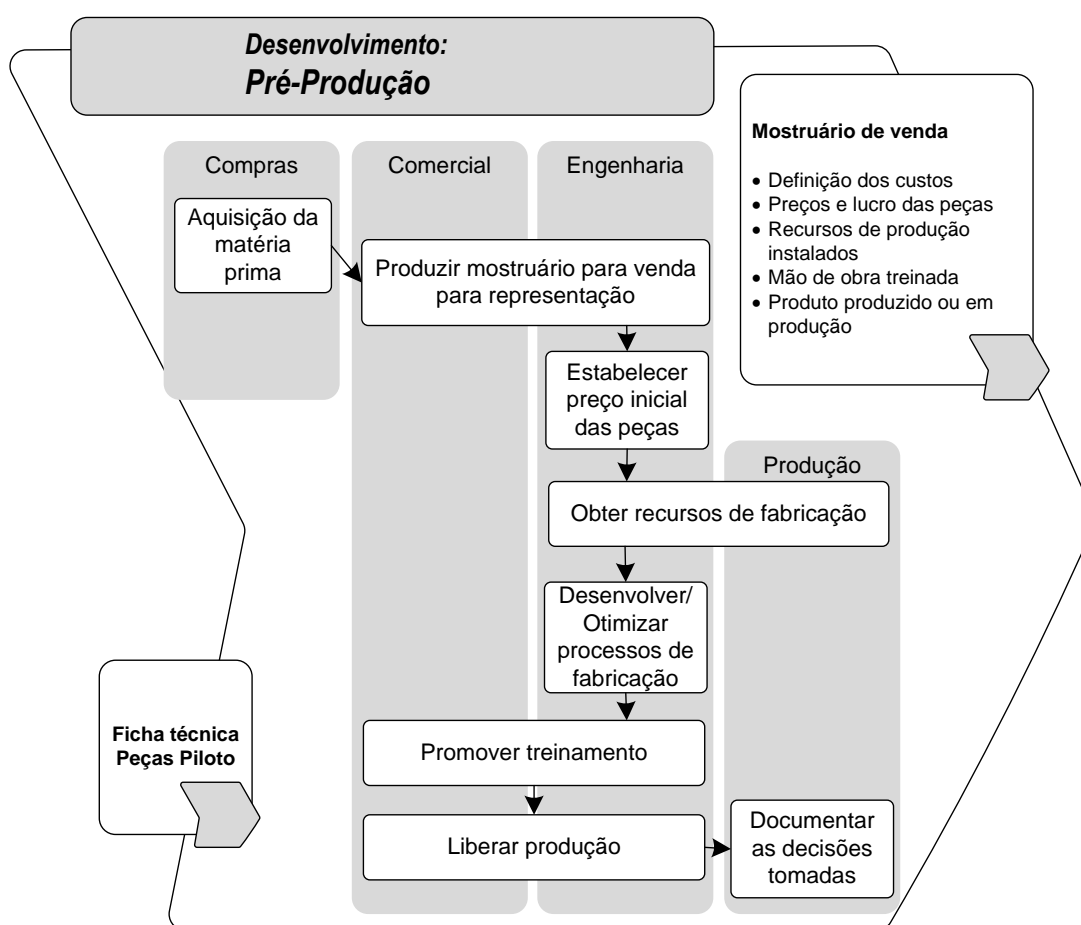 Desenvolvimento:
Pré-Produção
Mostruário de venda
• Definição dos custos
• Preços e lucro das peças
• Recursos de produção
instalados
• Mão de obra treinada
• Produto produzido ou em
produção
Compras
Comercial
Engenharia
Aquisição da
matéria
prima
Produzir mostruário para venda
para representação
Estabelecer
preço inicial
das peças
Produção
Obter recursos de fabricação
Desenvolver/
Otimizar
processos de
fabricação
Ficha técnica
Peças Piloto
Promover treinamento
Liberar produção
Documentar
as decisões
tomadas